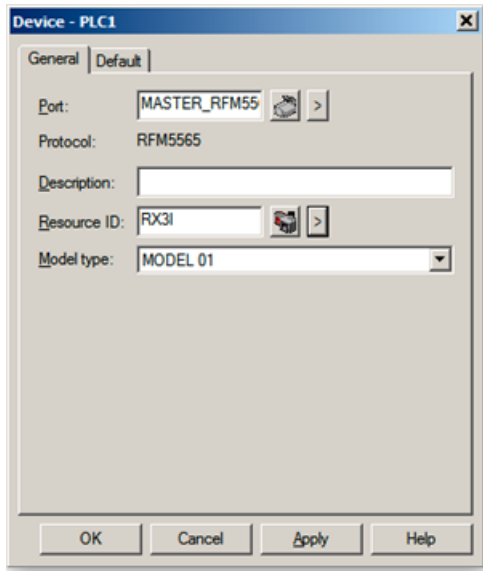 Device - PLC1
General Default
Port: MASTER_RFM55 >
Protocol: RFM5565
Description:
Resource ID: RX3I >
Model type: MODEL 01
OK Cancel Apply Help